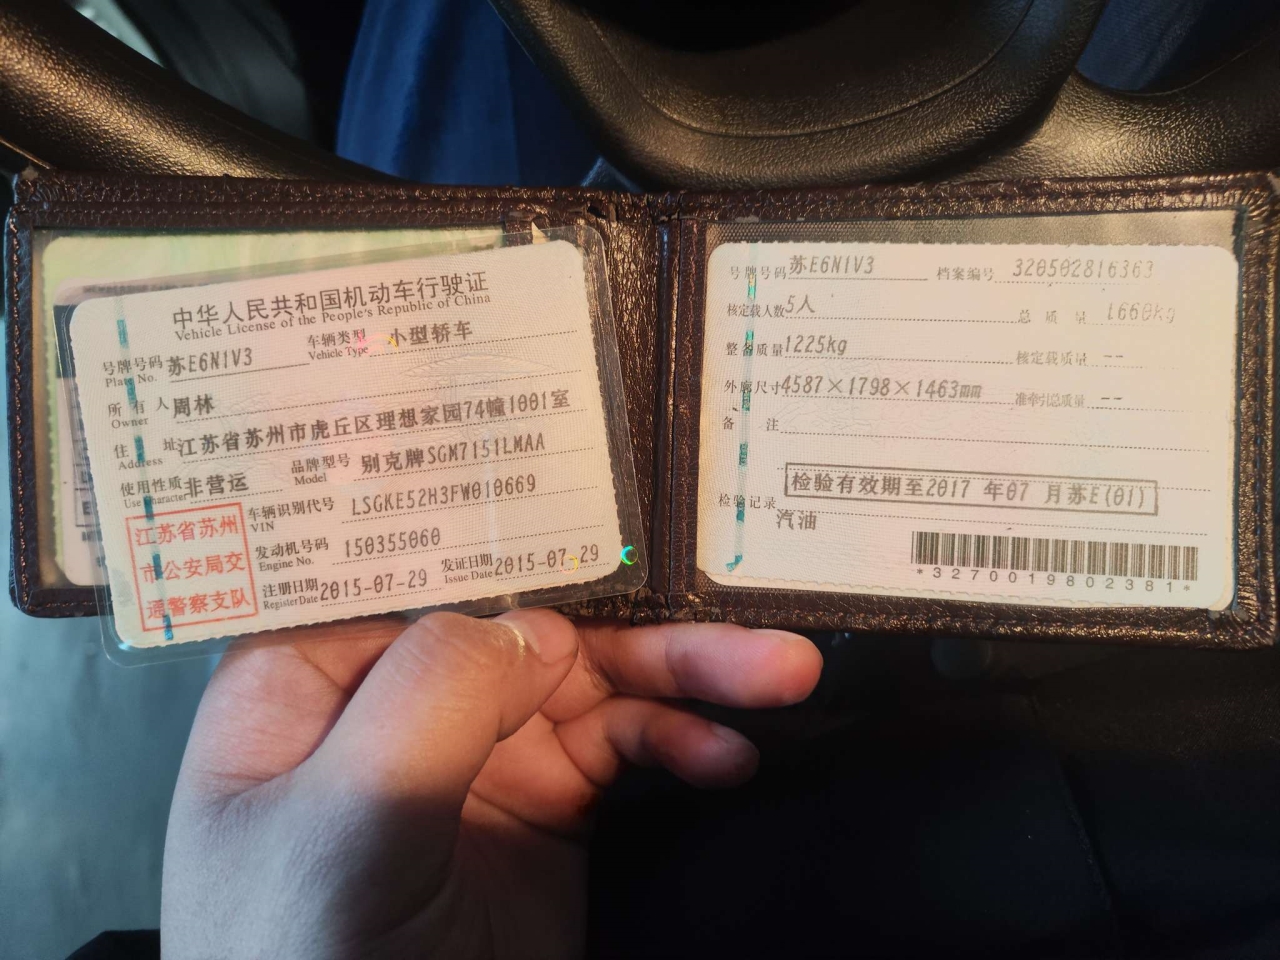 中华人民共和国机动车行驶证
Vehicle License of the People's Republic of China
号牌号码 苏E6N1V3 车辆类型 小型轿车
Plate No. Vehicle Type
所有人 周林
Owner
住址 江苏省苏州市虎丘区理想家园74幢1001室
Address
使用性质 非营运 品牌型号 别克牌SGM7151LMAA
Use Character Model
江苏省苏州
市公安局交
通警察支队
车辆识别代号 LSGKE52H3FW010669
VIN
发动机号码 150355060
Engine No.
注册日期 2015-07-29 发证日期 2015-07-29
Register Date Issue Date
号牌号码 苏E6N1V3 档案编号 320502816363
核定载人数 5人 总质量 1660kg
整备质量 1225kg 核定载质量 --
外廓尺寸 4587×1798×1463mm 准牵引总质量 --
备注
检验有效期至2017 年07 月苏E(01)
检验记录
汽油
*3270019802381*